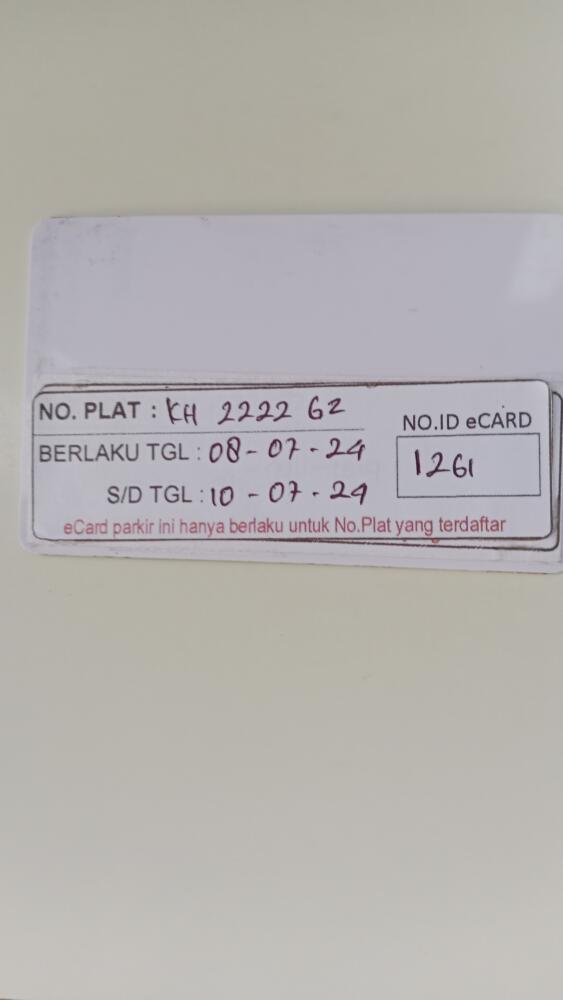 NO. PLAT : KH 2222 GZ
BERLAKU TGL : 08-07-24
S/D TGL : 10-07-24
NO.ID eCARD
1261
eCard parkir ini hanya berlaku untuk No.Plat yang terdaftar